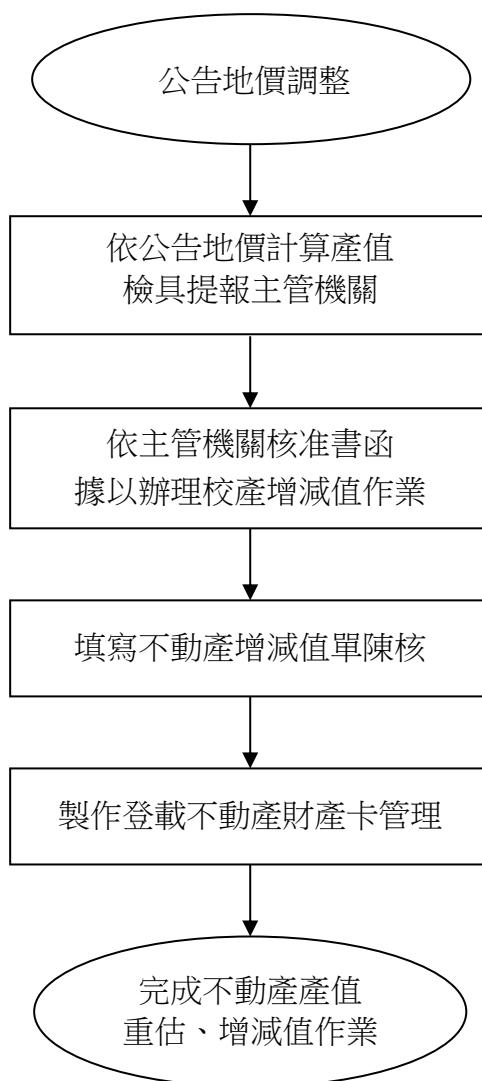 公告地價調整
依公告地價計算產值
檢具提報主管機關
依主管機關核准書函
據以辦理校產增減值作業
填寫不動產增減值單陳核
製作登載不動產財產卡管理
完成不動產產值
重估、增減值作業